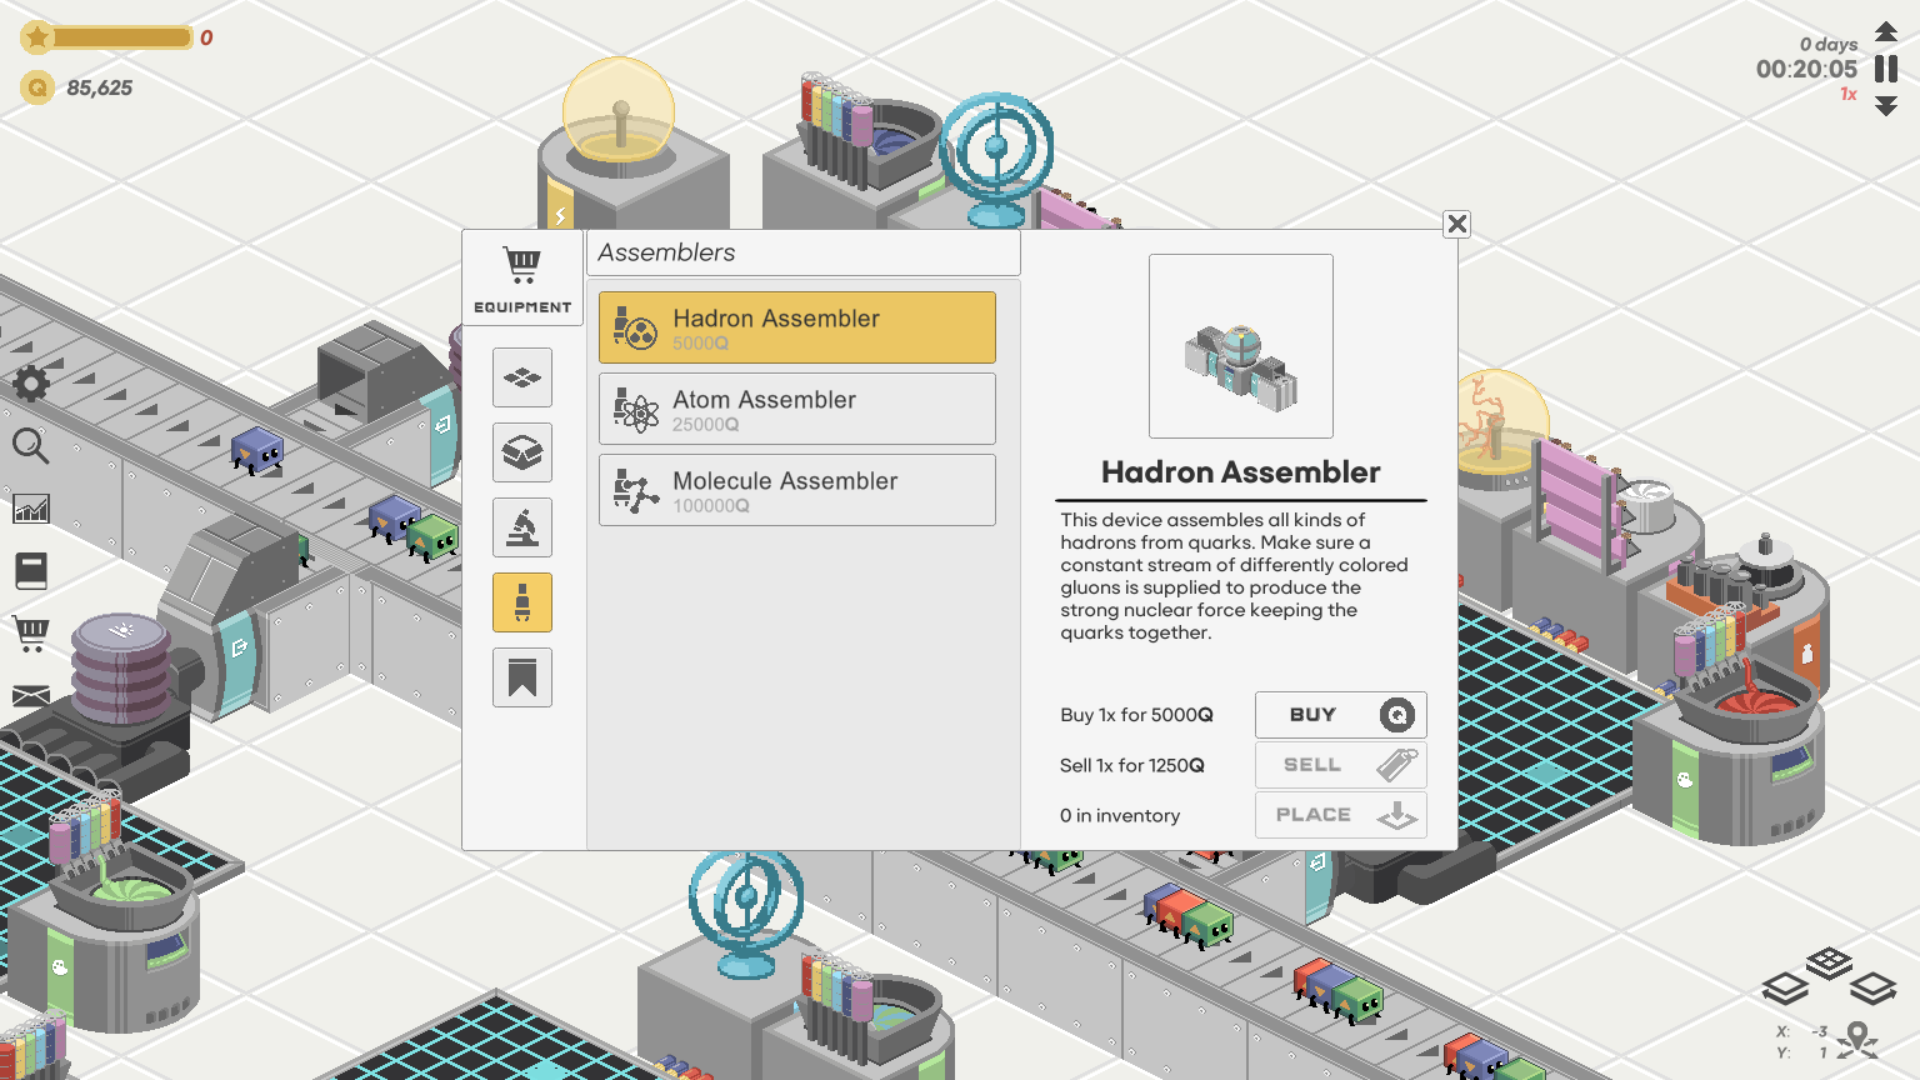 0
Q 85,625
0 days
00:20:05
1x
EQUIPMENT
Assemblers
Hadron Assembler
5000Q
Atom Assembler
25000Q
Molecule Assembler
100000Q
Hadron Assembler
This device assembles all kinds of
hadrons from quarks. Make sure a
constant stream of differently colored
gluons is supplied to produce the
strong nuclear force keeping the
quarks together.
Buy 1x for 5000Q
BUY Q
Sell 1x for 1250Q
SELL
0 in inventory
PLACE
X: -3
Y: 1